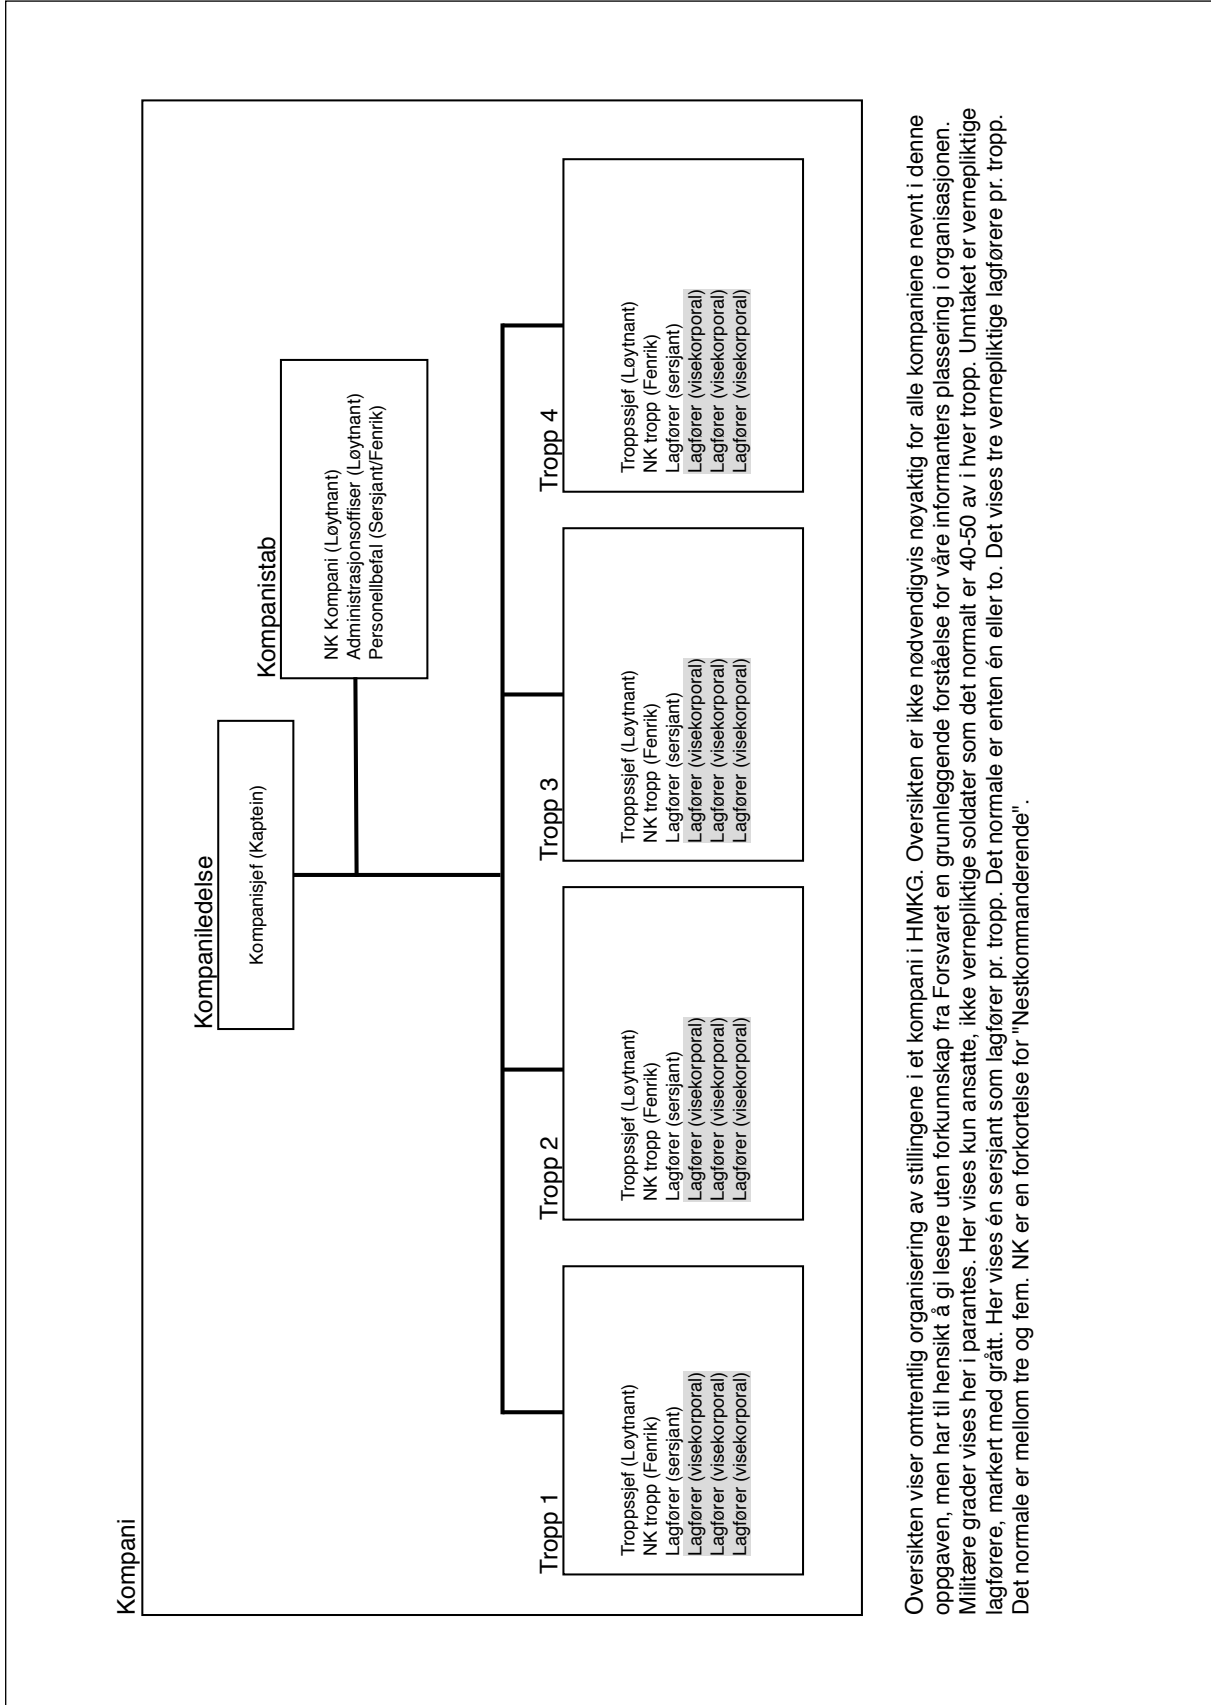 Kompani
Kompaniledelse
Kompanisjef (Kaptein)
Kompanistab
NK Kompani (Løytnant)
Administrasjonsoffiser (Løytnant)
Personellbefal (Sersjant/Fenrik)
Tropp 1
Troppssjef (Løytnant)
NK tropp (Fenrik)
Lagfører (sersjant)
Lagfører (visekorporal)
Lagfører (visekorporal)
Lagfører (visekorporal)
Tropp 2
Troppssjef (Løytnant)
NK tropp (Fenrik)
Lagfører (sersjant)
Lagfører (visekorporal)
Lagfører (visekorporal)
Lagfører (visekorporal)
Tropp 3
Troppssjef (Løytnant)
NK tropp (Fenrik)
Lagfører (sersjant)
Lagfører (visekorporal)
Lagfører (visekorporal)
Lagfører (visekorporal)
Tropp 4
Troppssjef (Løytnant)
NK tropp (Fenrik)
Lagfører (sersjant)
Lagfører (visekorporal)
Lagfører (visekorporal)
Lagfører (visekorporal)
Oversikten viser omtrentlig organisering av stillingene i et kompani i HMKG. Oversikten er ikke nødvendigvis nøyaktig for alle kompaniene nevnt i denne
oppgaven, men har til hensikt å gi lesere uten forkunnskap fra Forsvaret en grunnleggende forståelse for våre informanters plassering i organisasjonen.
Militære grader vises her i parantes. Her vises kun ansatte, ikke vernepliktige soldater som det normalt er 40-50 av i hver tropp. Unntaket er vernepliktige
lagførere, markert med grått. Her vises én sersjant som lagfører pr. tropp. Det normale er enten én eller to. Det vises tre vernepliktige lagførere pr. tropp.
Det normale er mellom tre og fem. NK er en forkortelse for "Nestkommanderende".